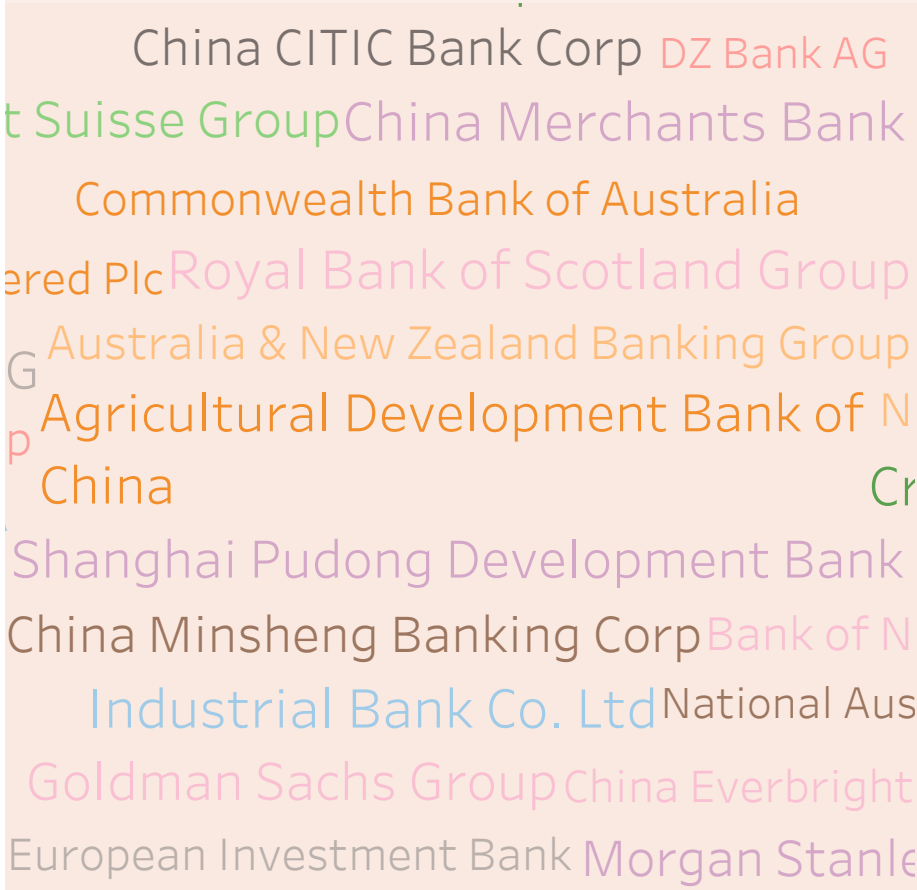 China CITIC Bank Corp DZ Bank AG
t Suisse Group China Merchants Bank
Commonwealth Bank of Australia
ered Plc Royal Bank of Scotland Group
Australia & New Zealand Banking Group
G
Agricultural Development Bank of N
p
China Cr
Shanghai Pudong Development Bank
China Minsheng Banking Corp Bank of N
Industrial Bank Co. Ltd National Aus
Goldman Sachs Group China Everbright
European Investment Bank Morgan Stanle